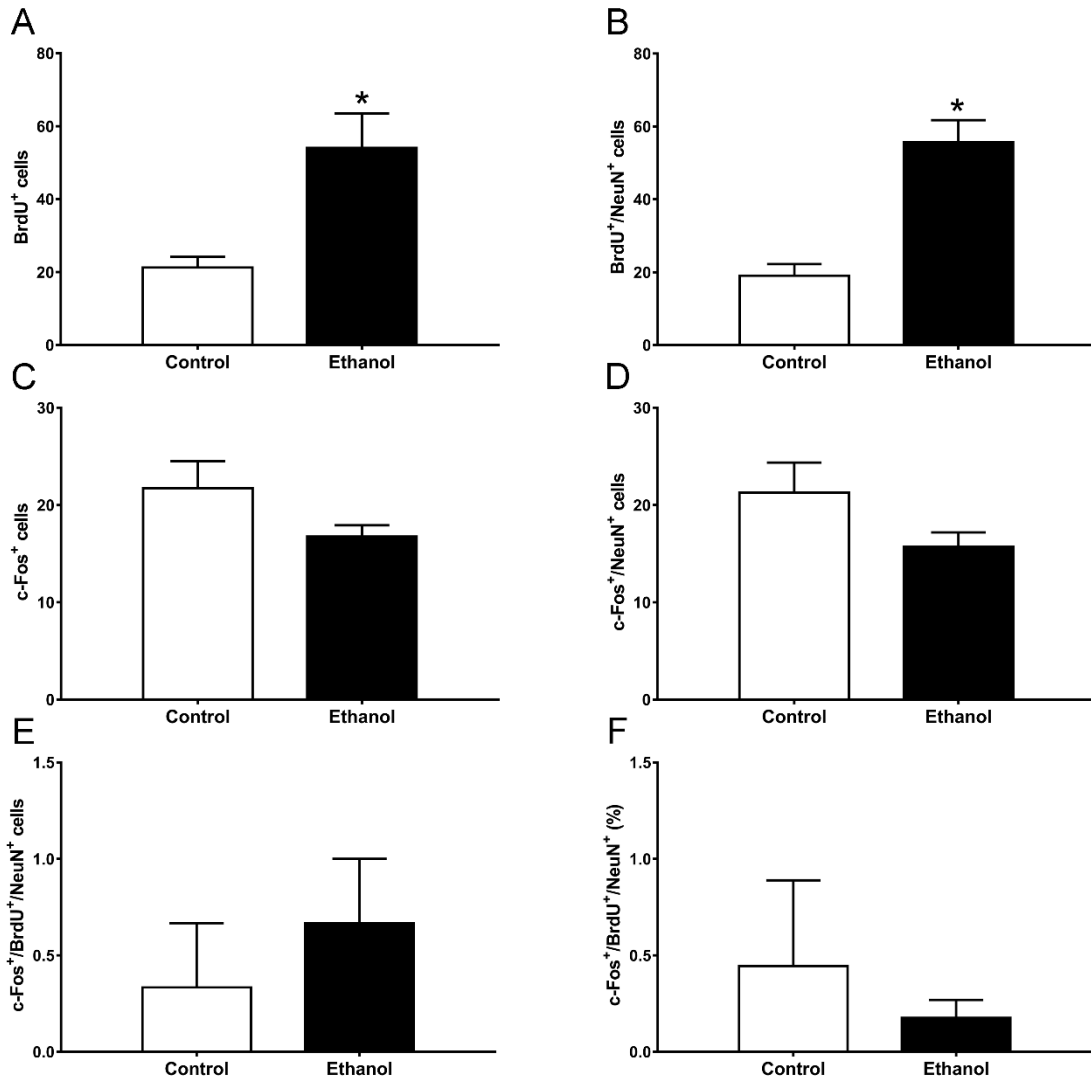 A
80
60
40
20
0
BrdU⁺ cells
*
Control Ethanol
B
80
60
40
20
0
BrdU⁺/NeuN⁺ cells
*
Control Ethanol
C
30
20
10
0
c-Fos⁺ cells
Control Ethanol
D
30
20
10
0
c-Fos⁺/NeuN⁺ cells
Control Ethanol
E
1.5
1.0
0.5
0.0
c-Fos⁺/BrdU⁺/NeuN⁺ cells
Control Ethanol
F
1.5
1.0
0.5
0.0
c-Fos⁺/BrdU⁺/NeuN⁺ (%)
Control Ethanol